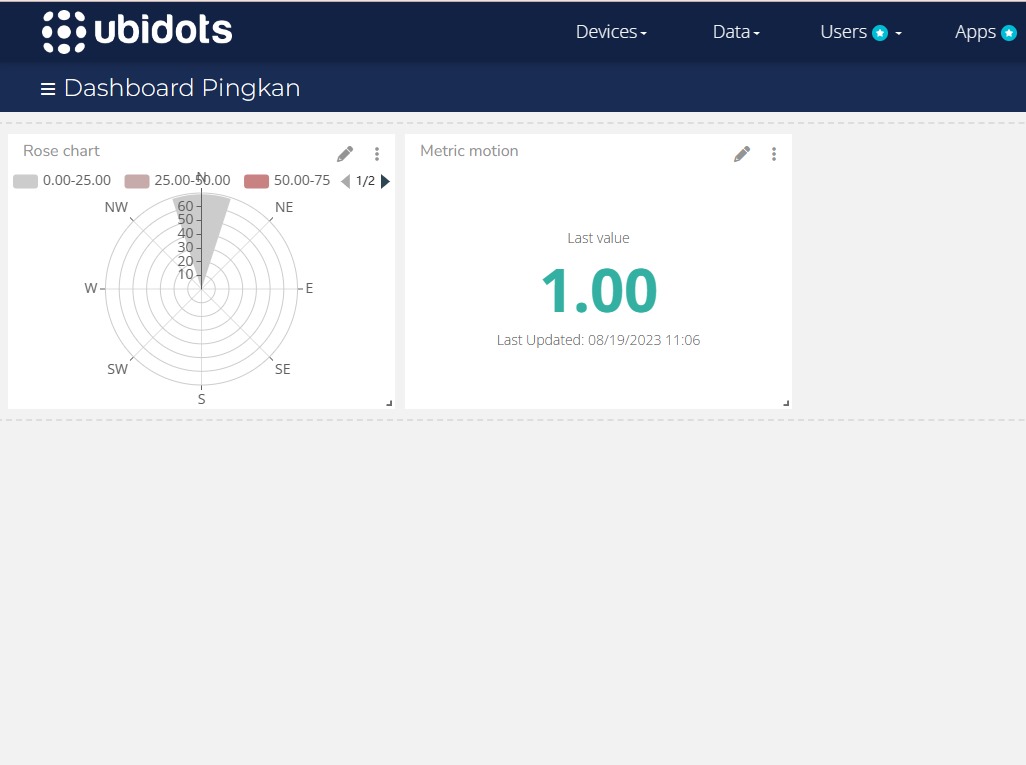 ubidots
Devices
Data
Users
Apps
Dashboard Pingkan
Rose chart
0.00-25.00
25.00-50.00
50.00-75
1/2
N
NW
NE
60
50
40
30
20
10
W
E
SW
SE
S
Metric motion
Last value
1.00
Last Updated: 08/19/2023 11:06